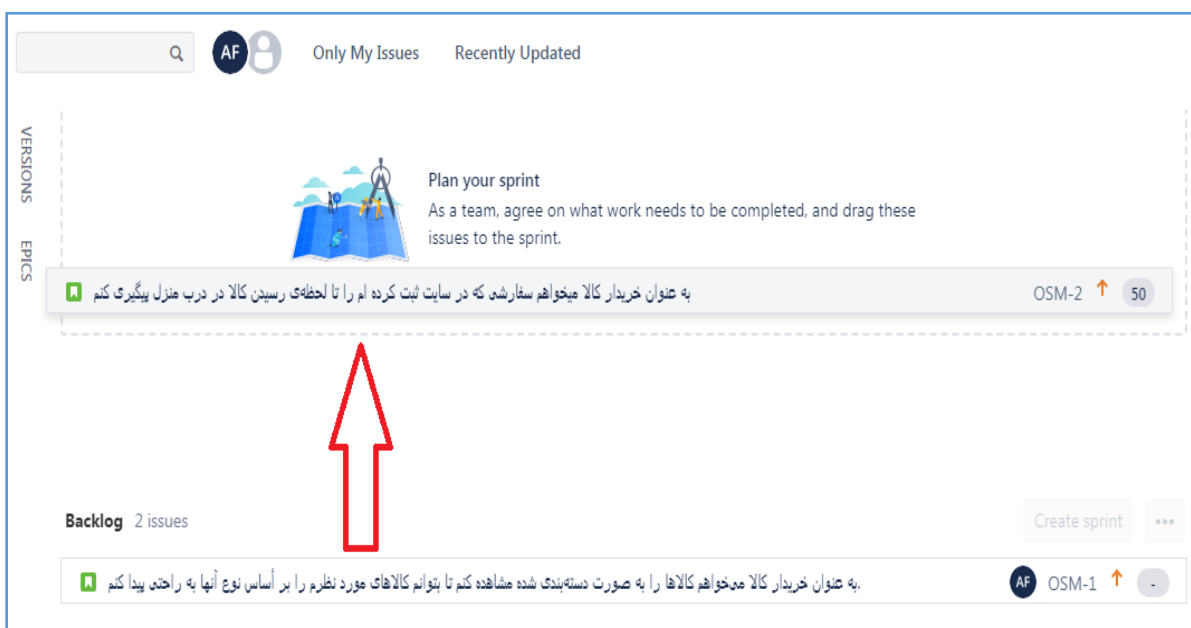 AF
Only My Issues
Recently Updated
VERSIONS
EPICS
Plan your sprint
As a team, agree on what work needs to be completed, and drag these
issues to the sprint.
به عنوان خریدار کالا میخواهم سفارشی که در سایت ثبت کرده ام را تا لحظه‌ی رسیدن کالا در درب منزل پیگیری کنم
OSM-2
50
Backlog 2 issues
Create sprint
•••
به عنوان خریدار کالا می‌خواهم کالاها را به صورت دسته‌بندی شده مشاهده کنم تا بتوانم کالاهای مورد نظرم را بر أساس نوع آنها به راحتی پیدا کنم.
AF
OSM-1
-